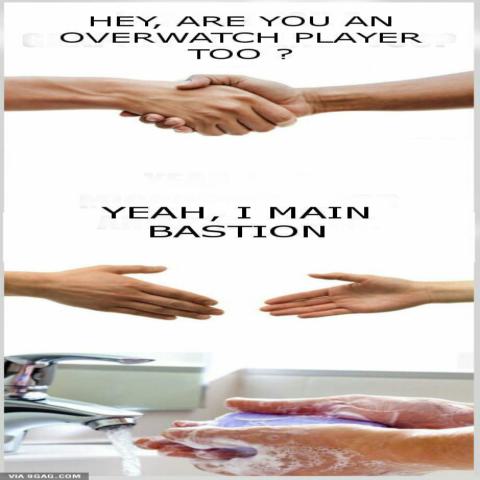 HEY, ARE YOU AN
OVERWATCH PLAYER
TOO ?
YEAH, I MAIN
BASTION
VIA 9GAG.COM